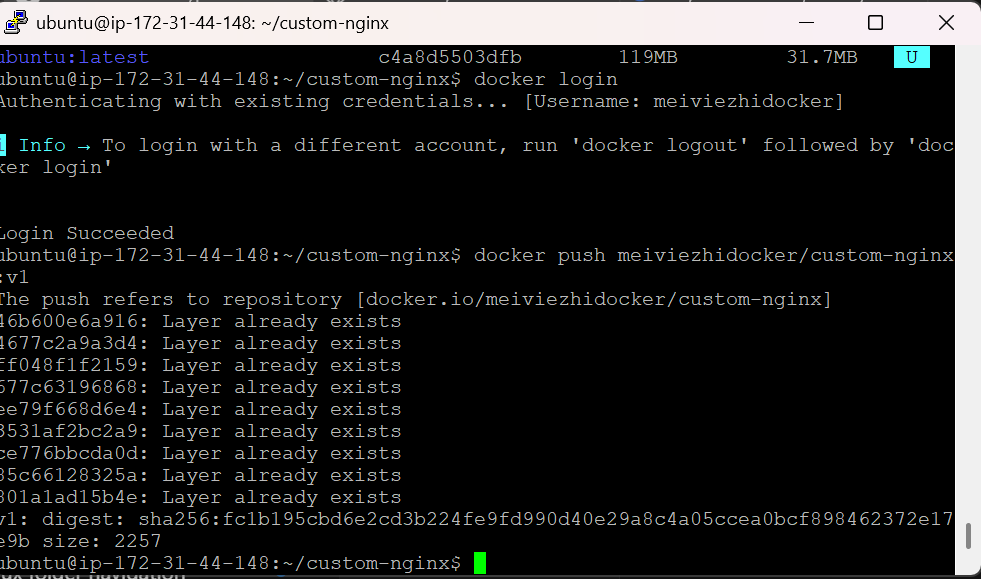 ubuntu@ip-172-31-44-148: ~/custom-nginx
ubuntu:latest c4a8d5503dfb 119MB 31.7MB U
ubuntu@ip-172-31-44-148:~/custom-nginx$ docker login
Authenticating with existing credentials... [Username: meiviezhidocker]
i Info → To login with a different account, run 'docker logout' followed by 'doc
ker login'
Login Succeeded
ubuntu@ip-172-31-44-148:~/custom-nginx$ docker push meiviezhidocker/custom-nginx
:v1
The push refers to repository [docker.io/meiviezhidocker/custom-nginx]
46b600e6a916: Layer already exists
4677c2a9a3d4: Layer already exists
ff048f1f2159: Layer already exists
677c63196868: Layer already exists
ee79f668d6e4: Layer already exists
3531af2bc2a9: Layer already exists
ce776bbcda0d: Layer already exists
85c66128325a: Layer already exists
801a1ad15b4e: Layer already exists
v1: digest: sha256:fc1b195cbd6e2cd3b224fe9fd990d40e29a8c4a05ccea0bcf898462372e17
e9b size: 2257
ubuntu@ip-172-31-44-148:~/custom-nginx$